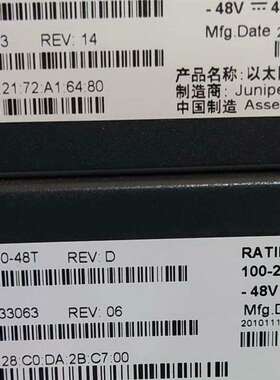 - 48V ⎓ 4
3 REV: 14
Mfg.Date 2
:21:72:A1:64:80
产品名称: 以太
制造商: Junipe
中国制造 Asse
0-48T REV: D
RATI
100-2
- 48V
33063 REV: 06
Mfg.D
2010111
:28:C0:DA:2B:C7:00